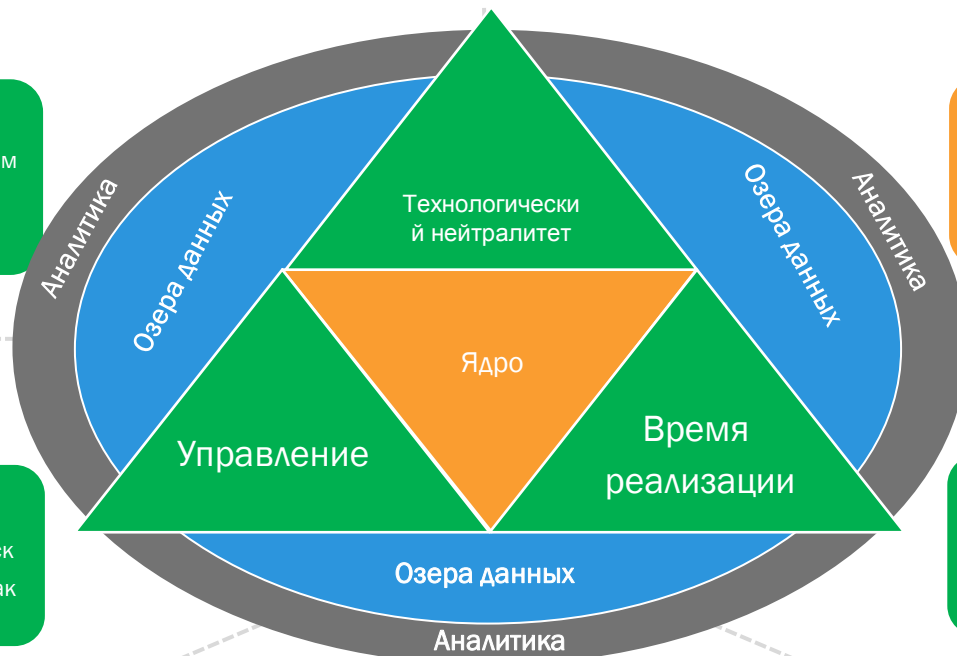 Технологически
й нейтралитет
Аналитика
Озера данных
Озера данных
Аналитика
Ядро
Управление
Время
реализации
Озера данных
Аналитика